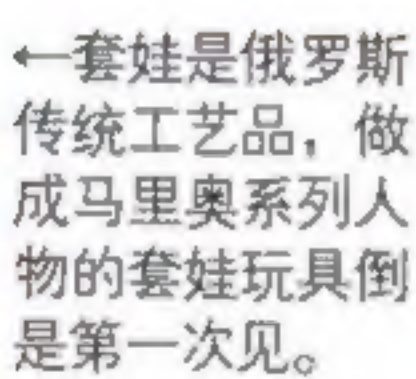 ←一套娃是俄罗斯
传统工艺品，做
成马里奥系列人
物的套娃玩具倒
是第一次见。